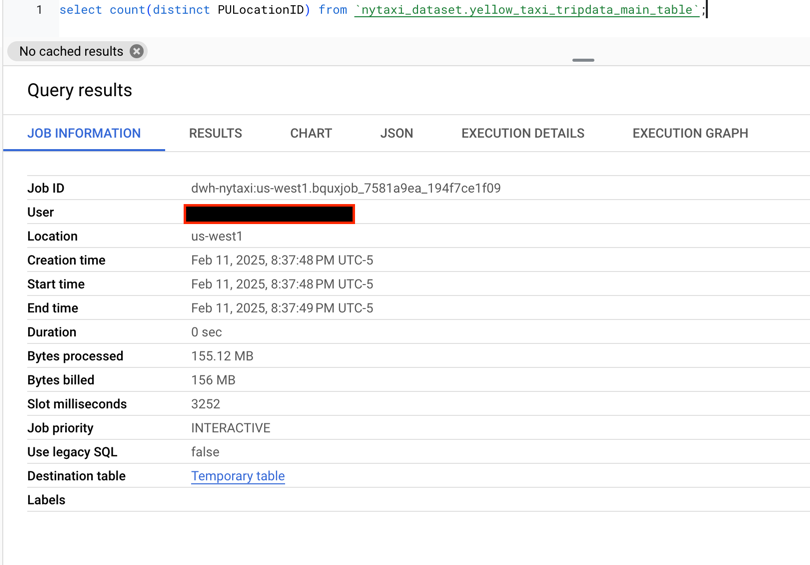 1 select count(distinct PULocationID) from `nytaxi_dataset.yellow_taxi_tripdata_main_table`;
No cached results
Query results
JOB INFORMATION RESULTS CHART JSON EXECUTION DETAILS EXECUTION GRAPH
Job ID dwh-nytaxi:us-west1.bquxjob_7581a9ea_194f7ce1f09
User
Location us-west1
Creation time Feb 11, 2025, 8:37:48 PM UTC-5
Start time Feb 11, 2025, 8:37:48 PM UTC-5
End time Feb 11, 2025, 8:37:49 PM UTC-5
Duration 0 sec
Bytes processed 155.12 MB
Bytes billed 156 MB
Slot milliseconds 3252
Job priority INTERACTIVE
Use legacy SQL false
Destination table Temporary table
Labels